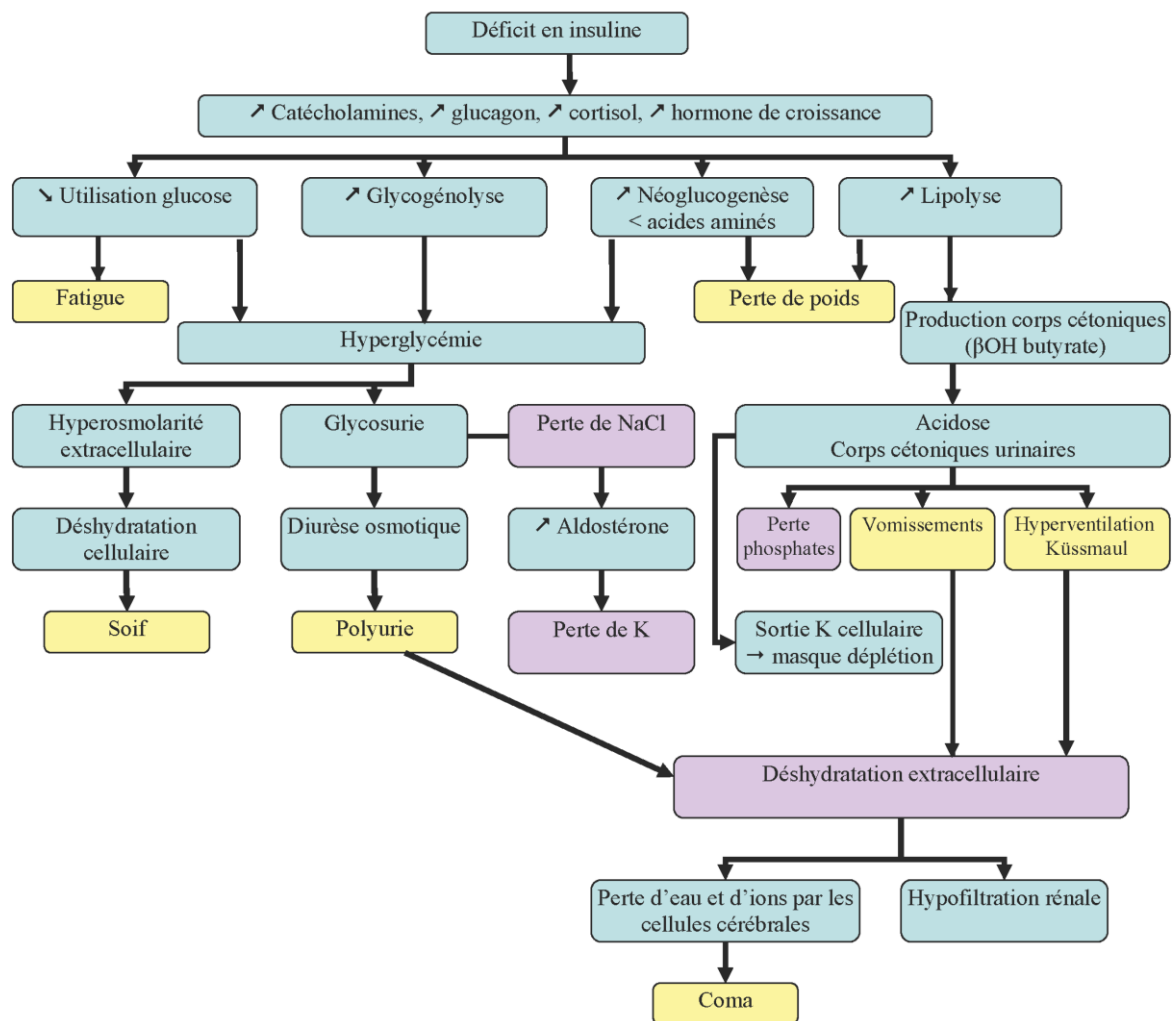 Déficit en insuline
↗ Catécholamines, ↗ glucagon, ↗ cortisol, ↗ hormone de croissance
↘ Utilisation glucose
↗ Glycogénolyse
↗ Néoglucogenèse
< acides aminés
↗ Lipolyse
Fatigue
Perte de poids
Hyperglycémie
Production corps cétoniques
(βOH butyrate)
Hyperosmolarité
extracellulaire
Glycosurie
Perte de NaCl
Acidose
Corps cétoniques urinaires
Déshydratation
cellulaire
Diurèse osmotique
↗ Aldostérone
Perte
phosphates
Vomissements
Hyperventilation
Küssmaul
Soif
Polyurie
Perte de K
Sortie K cellulaire
→ masque déplétion
Déshydratation extracellulaire
Perte d’eau et d’ions par les
cellules cérébrales
Hypofiltration rénale
Coma